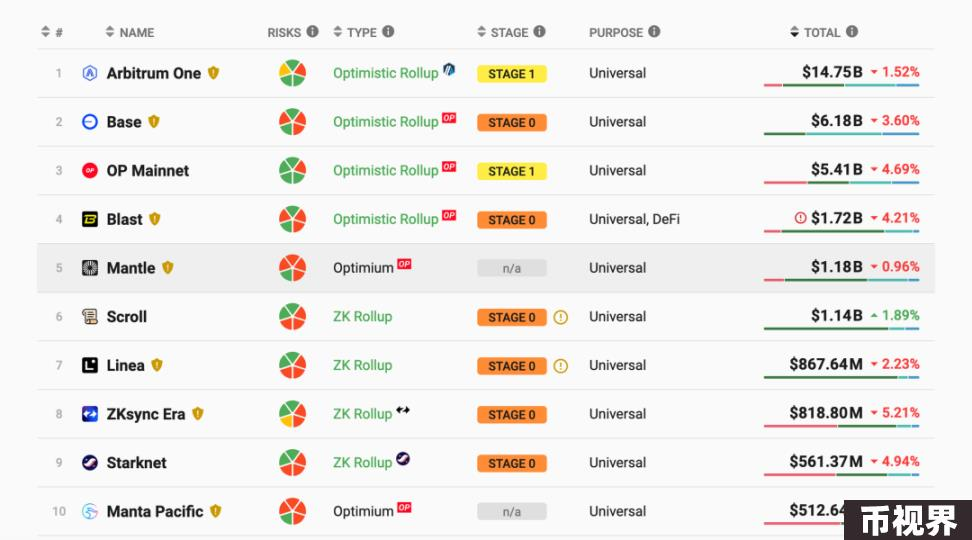 # NAME RISKS TYPE STAGE PURPOSE TOTAL
1 Arbitrum One Optimistic Rollup STAGE 1 Universal $14.75B 1.52%
2 Base Optimistic Rollup OP STAGE 0 Universal $6.18B 3.60%
3 OP OP Mainnet Optimistic Rollup OP STAGE 1 Universal $5.41B 4.69%
4 Blast Optimistic Rollup OP STAGE 0 Universal, DeFi $1.72B 4.21%
5 Mantle Optimium OP n/a Universal $1.18B 0.96%
6 Scroll ZK Rollup STAGE 0 Universal $1.14B 1.89%
7 Linea ZK Rollup STAGE 0 Universal $867.64M 2.23%
8 ZKsync Era ZK Rollup STAGE 0 Universal $818.80M 5.21%
9 Starknet ZK Rollup STAGE 0 Universal $561.37M 4.94%
10 Manta Pacific Optimium OP n/a Universal $512.64
币视界